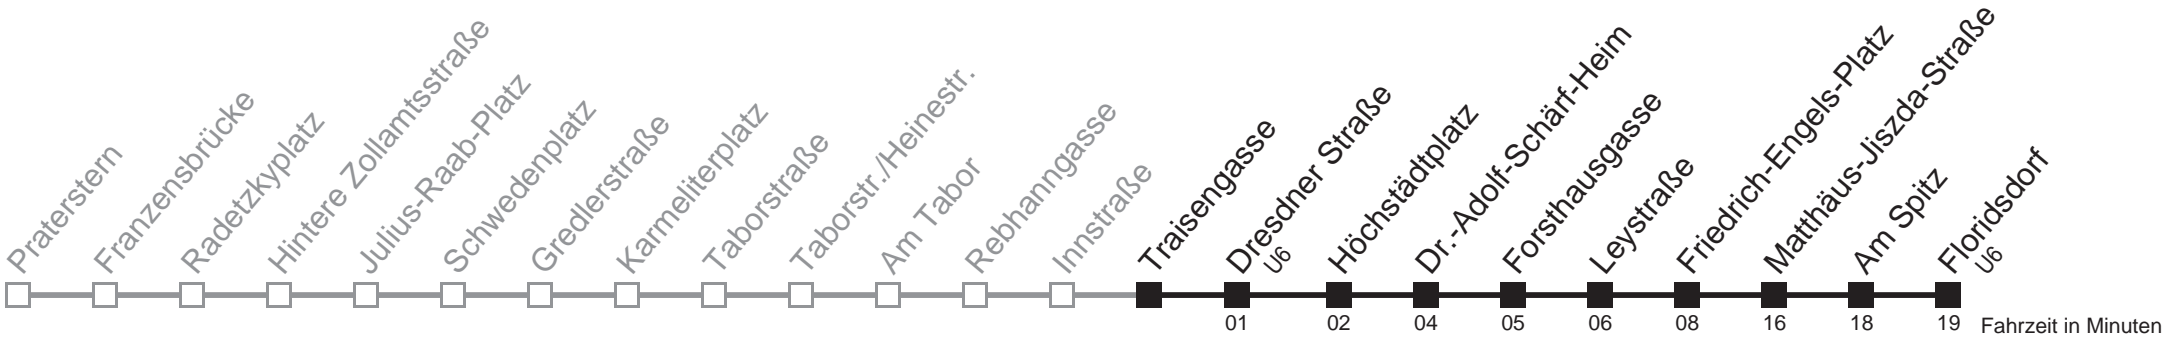 Praterstern
Franzensbrücke
Radetzkyplatz
Hintere Zollamtsstraße
Julius-Raab-Platz
Schwedenplatz
Gredlerstraße
Karmeliterplatz
Taborstraße
Taborstr./Heinestr.
Am Tabor
Rebhanngasse
Innstraße
Traisengasse
Dresdner Straße
U6
Höchstädtplatz
Dr.-Adolf-Schärf-Heim
Forsthausgasse
Leystraße
Friedrich-Engels-Platz
Matthäus-Jiszda-Straße
Am Spitz
Floridsdorf
U6
01 02 04 05 06 08 16 18 19 Fahrzeit in Minuten